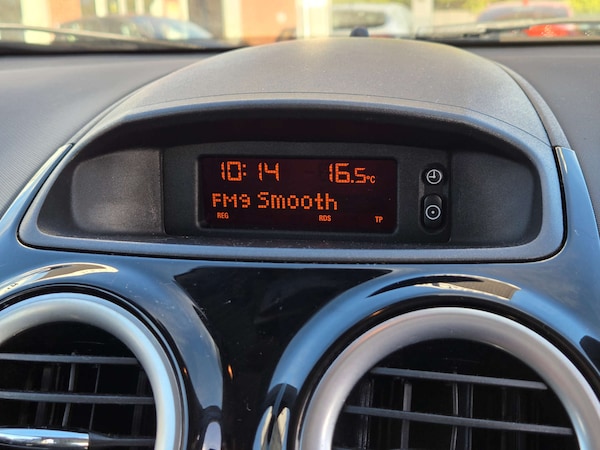 10:14 16.5°C
FM9 Smooth
REG RDS TP